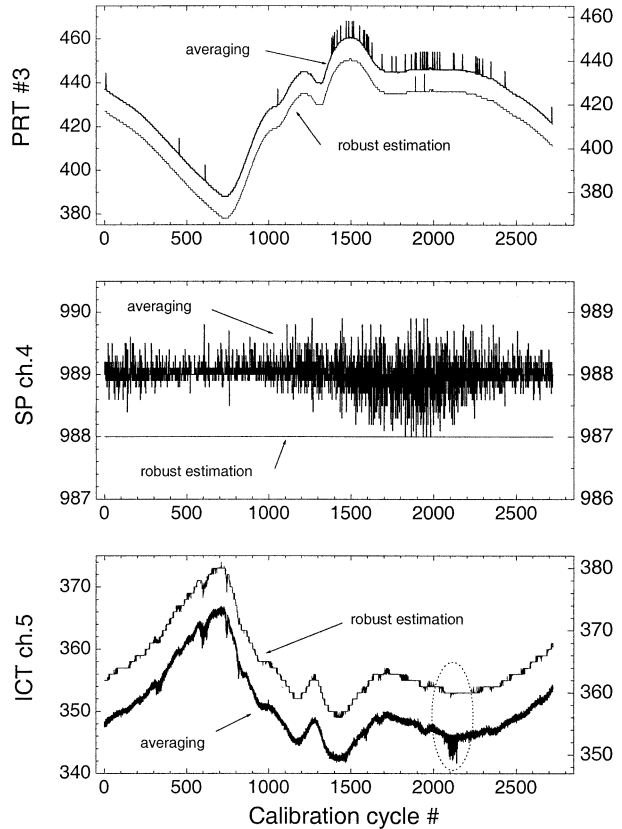 460
460
averaging
440
440
PRT #3
420
420
robust estimation
400
400
380
380
0 500 1000 1500 2000 2500
990
989
averaging
989
988
SP ch.4
988
987
robust estimation
987
986
0 500 1000 1500 2000 2500
380
370
robust estimation
370
360
ICT ch.5
360
350
averaging
350
340
0 500 1000 1500 2000 2500
Calibration cycle #